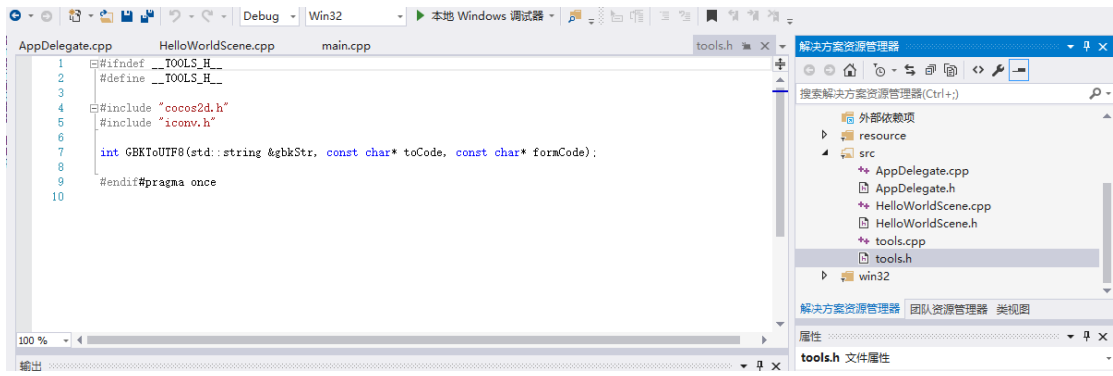 Debug Win32 本地 Windows 调试器
AppDelegate.cpp HelloWorldScene.cpp main.cpp tools.h
1 #ifndef __TOOLS_H__
2 #define __TOOLS_H__
3
4 #include "cocos2d.h"
5 #include "iconv.h"
6
7 int GBKToUTF8(std::string &gbkStr, const char* toCode, const char* formCode);
8
9 #endif#pragma once
10
100 %
输出
解决方案资源管理器
搜索解决方案资源管理器(Ctrl+;)
外部依赖项
resource
src
AppDelegate.cpp
AppDelegate.h
HelloWorldScene.cpp
HelloWorldScene.h
tools.cpp
tools.h
win32
解决方案资源管理器 团队资源管理器 类视图
属性
tools.h 文件属性